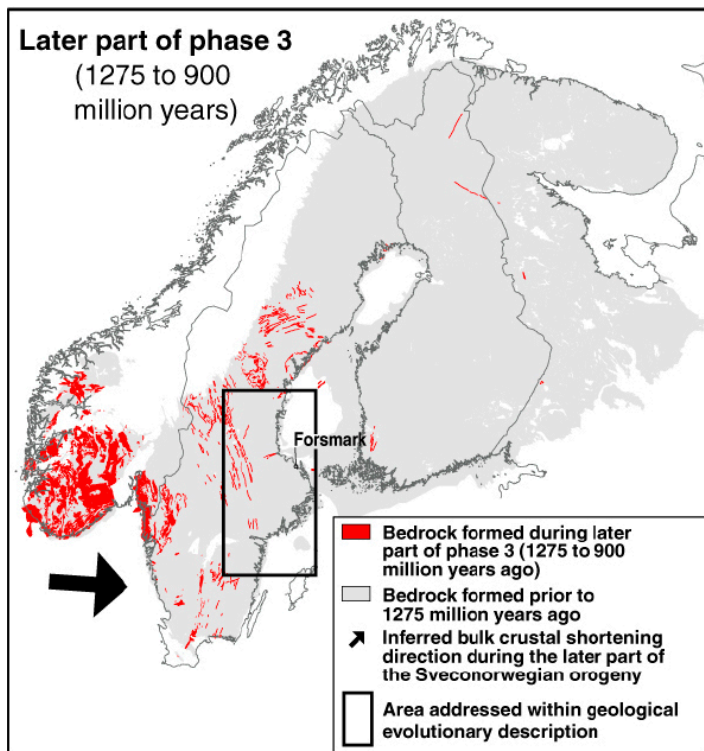 Later part of phase 3
(1275 to 900
million years)
Forsmark
Bedrock formed during later
part of phase 3 (1275 to 900
million years ago)
Bedrock formed prior to
1275 million years ago
Inferred bulk crustal shortening
direction during the later part of
the Sveconorwegian orogeny
Area addressed within geological
evolutionary description